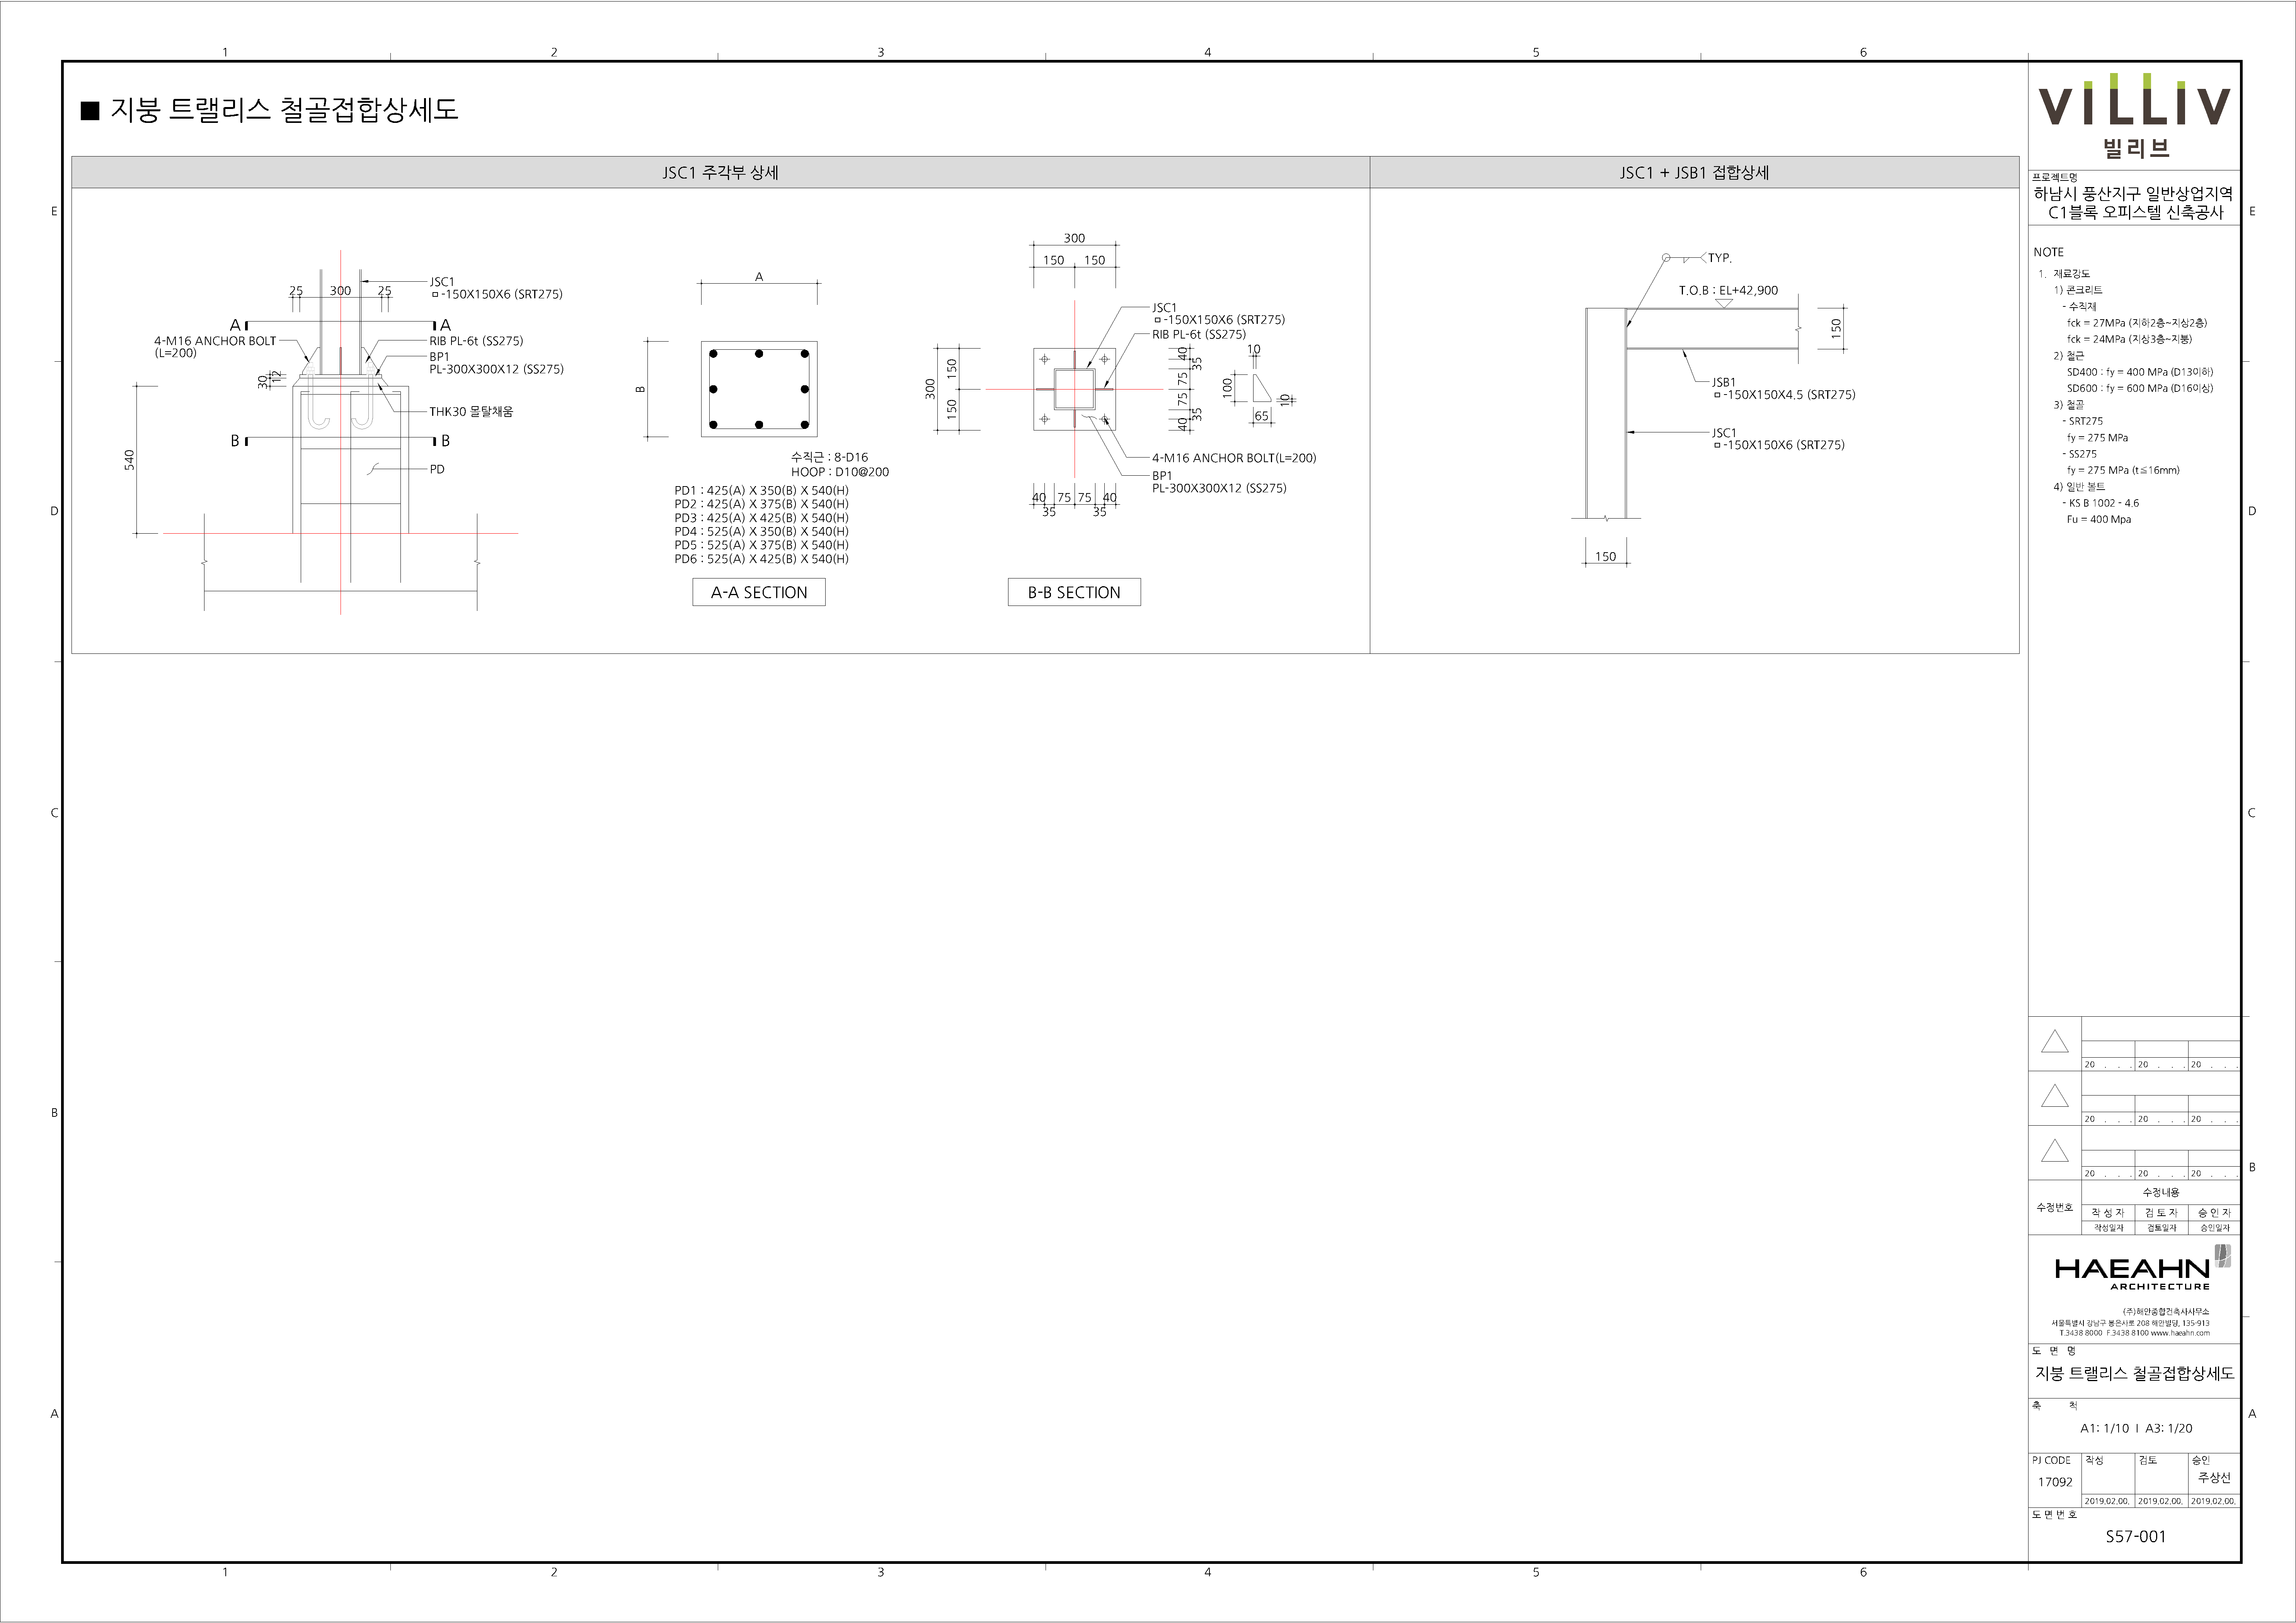 1 2 3 4 5 6
■ 지붕 트랠리스 철골접합상세도
JSC1 주각부 상세
25 300 25
JSC1
ㅁ-150X150X6 (SRT275)
A A
4-M16 ANCHOR BOLT
(L=200)
RIB PL-6t (SS275)
BP1
PL-300X300X12 (SS275)
30
12
THK30 몰탈채움
B B
540
PD
A
B
수직근 : 8-D16
HOOP : D10@200
PD1 : 425(A) X 350(B) X 540(H)
PD2 : 425(A) X 375(B) X 540(H)
PD3 : 425(A) X 425(B) X 540(H)
PD4 : 525(A) X 350(B) X 540(H)
PD5 : 525(A) X 375(B) X 540(H)
PD6 : 525(A) X 425(B) X 540(H)
A-A SECTION
300
150 150
JSC1
ㅁ-150X150X6 (SRT275)
RIB PL-6t (SS275)
300
150
150
40
35
75
75
35
40
10
100
10
65
4-M16 ANCHOR BOLT(L=200)
BP1
PL-300X300X12 (SS275)
40 75 75 40
35 35
B-B SECTION
JSC1 + JSB1 접합상세
TYP.
T.O.B : EL+42,900
150
JSB1
ㅁ-150X150X4.5 (SRT275)
JSC1
ㅁ-150X150X6 (SRT275)
150
E
D
C
B
A
1 2 3 4 5 6
VILLIV
빌리브
프로젝트명
하남시 풍산지구 일반상업지역
C1블록 오피스텔 신축공사
NOTE
1. 재료강도
1) 콘크리트
- 수직재
fck = 27MPa (지하2층~지상2층)
fck = 24MPa (지상3층~지붕)
2) 철근
SD400 : fy = 400 MPa (D13이하)
SD600 : fy = 600 MPa (D16이상)
3) 철골
- SRT275
fy = 275 MPa
- SS275
fy = 275 MPa (t≦16mm)
4) 일반 볼트
- KS B 1002 - 4.6
Fu = 400 Mpa
20 . . . 20 . . . 20 . . .
20 . . . 20 . . . 20 . . .
20 . . . 20 . . . 20 . . .
수정번호
수정내용
작 성 자 검 토 자 승 인 자
작성일자 검토일자 승인일자
HAEAHN
ARCHITECTURE
(주)해안종합건축사사무소
서울특별시 강남구 봉은사로 208 해안빌딩, 135-913
T.3438 8000 F.3438 8100 www.haeahn.com
도 면 명
지붕 트랠리스 철골접합상세도
축 척
A1: 1/10 I A3: 1/20
PJ CODE 작성 검토 승인
17092 주상선
2019.02.00. 2019.02.00. 2019.02.00.
도 면 번 호
S57-001
E
D
C
B
A